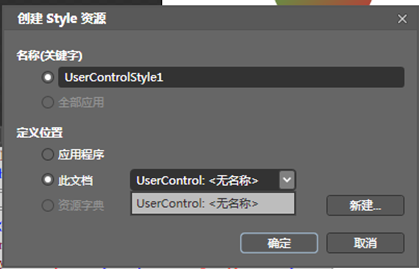 创建 Style 资源
名称(关键字)
UserControlStyle1
全部应用
定义位置
应用程序
此文档
UserControl: <无名称>
UserControl: <无名称>
资源字典
新建...
确定
取消